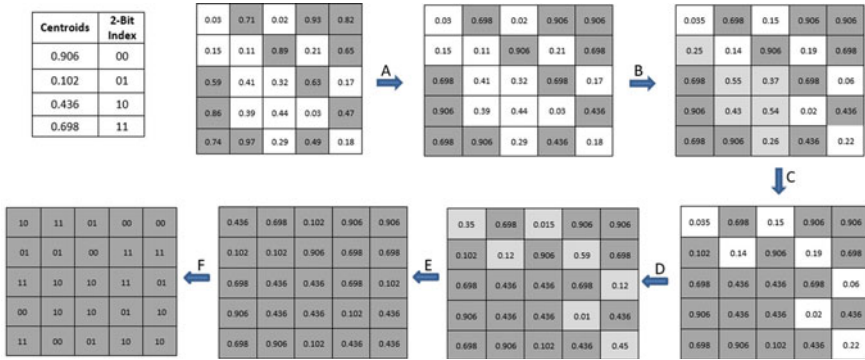 Centroids 2-Bit Index
0.906 00
0.102 01
0.436 10
0.698 11
0.03 0.71 0.02 0.93 0.82
0.15 0.11 0.89 0.21 0.65
0.59 0.41 0.32 0.63 0.17
0.86 0.39 0.44 0.03 0.47
0.74 0.97 0.29 0.49 0.18
A
0.03 0.698 0.02 0.906 0.906
0.15 0.11 0.906 0.21 0.698
0.698 0.41 0.32 0.698 0.17
0.906 0.39 0.44 0.03 0.436
0.698 0.906 0.29 0.436 0.18
B
0.035 0.698 0.15 0.906 0.906
0.25 0.14 0.906 0.19 0.698
0.698 0.55 0.37 0.698 0.06
0.906 0.43 0.54 0.02 0.436
0.698 0.906 0.26 0.436 0.22
C
0.035 0.698 0.15 0.906 0.906
0.102 0.14 0.906 0.19 0.698
0.698 0.436 0.436 0.698 0.06
0.906 0.436 0.436 0.02 0.436
0.698 0.906 0.102 0.436 0.22
D
0.35 0.698 0.015 0.906 0.906
0.102 0.12 0.906 0.59 0.698
0.698 0.436 0.436 0.698 0.12
0.906 0.436 0.436 0.01 0.436
0.698 0.906 0.102 0.436 0.45
E
0.436 0.698 0.102 0.906 0.906
0.102 0.102 0.906 0.698 0.698
0.698 0.436 0.436 0.698 0.102
0.906 0.436 0.436 0.102 0.436
0.698 0.906 0.102 0.436 0.436
F
10 11 01 00 00
01 01 00 11 11
11 10 10 11 01
00 10 10 01 10
11 00 01 10 10